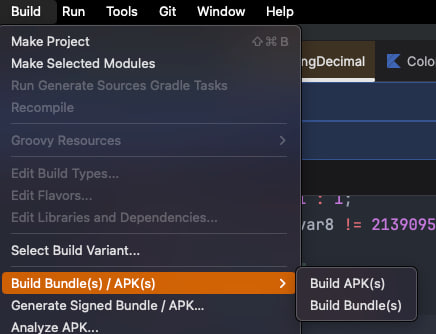 Build Run Tools Git Window Help
Make Project ⇧⌘B
Make Selected Modules
Run Generate Sources Gradle Tasks
Recompile
Groovy Resources
Edit Build Types...
Edit Flavors...
Edit Libraries and Dependencies...
Select Build Variant...
Build Bundle(s) / APK(s)
Generate Signed Bundle / APK...
Analyze APK...
Build APK(s)
Build Bundle(s)
ngDecimal
Colo
var8 != 2139095